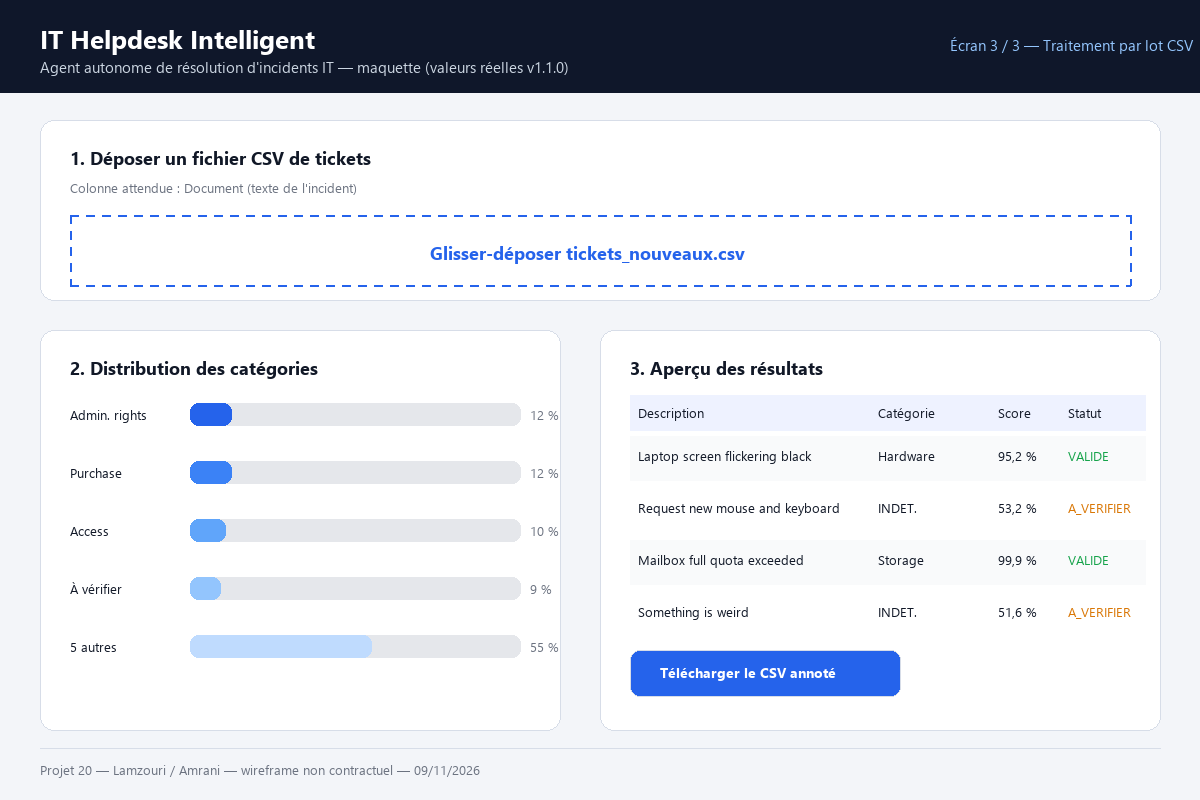 IT Helpdesk Intelligent
Agent autonome de résolution d'incidents IT — maquette (valeurs réelles v1.1.0)
Écran 3 / 3 — Traitement par lot CSV
1. Déposer un fichier CSV de tickets
Colonne attendue : Document (texte de l'incident)
Glisser-déposer tickets_nouveaux.csv
2. Distribution des catégories
Admin. rights 12 %
Purchase 12 %
Access 10 %
À vérifier 9 %
5 autres 55 %
3. Aperçu des résultats
Description Catégorie Score Statut
Laptop screen flickering black Hardware 95,2 % VALIDE
Request new mouse and keyboard INDET. 53,2 % A_VERIFIER
Mailbox full quota exceeded Storage 99,9 % VALIDE
Something is weird INDET. 51,6 % A_VERIFIER
Télécharger le CSV annoté
Projet 20 — Lamzouri / Amrani — wireframe non contractuel — 09/11/2026